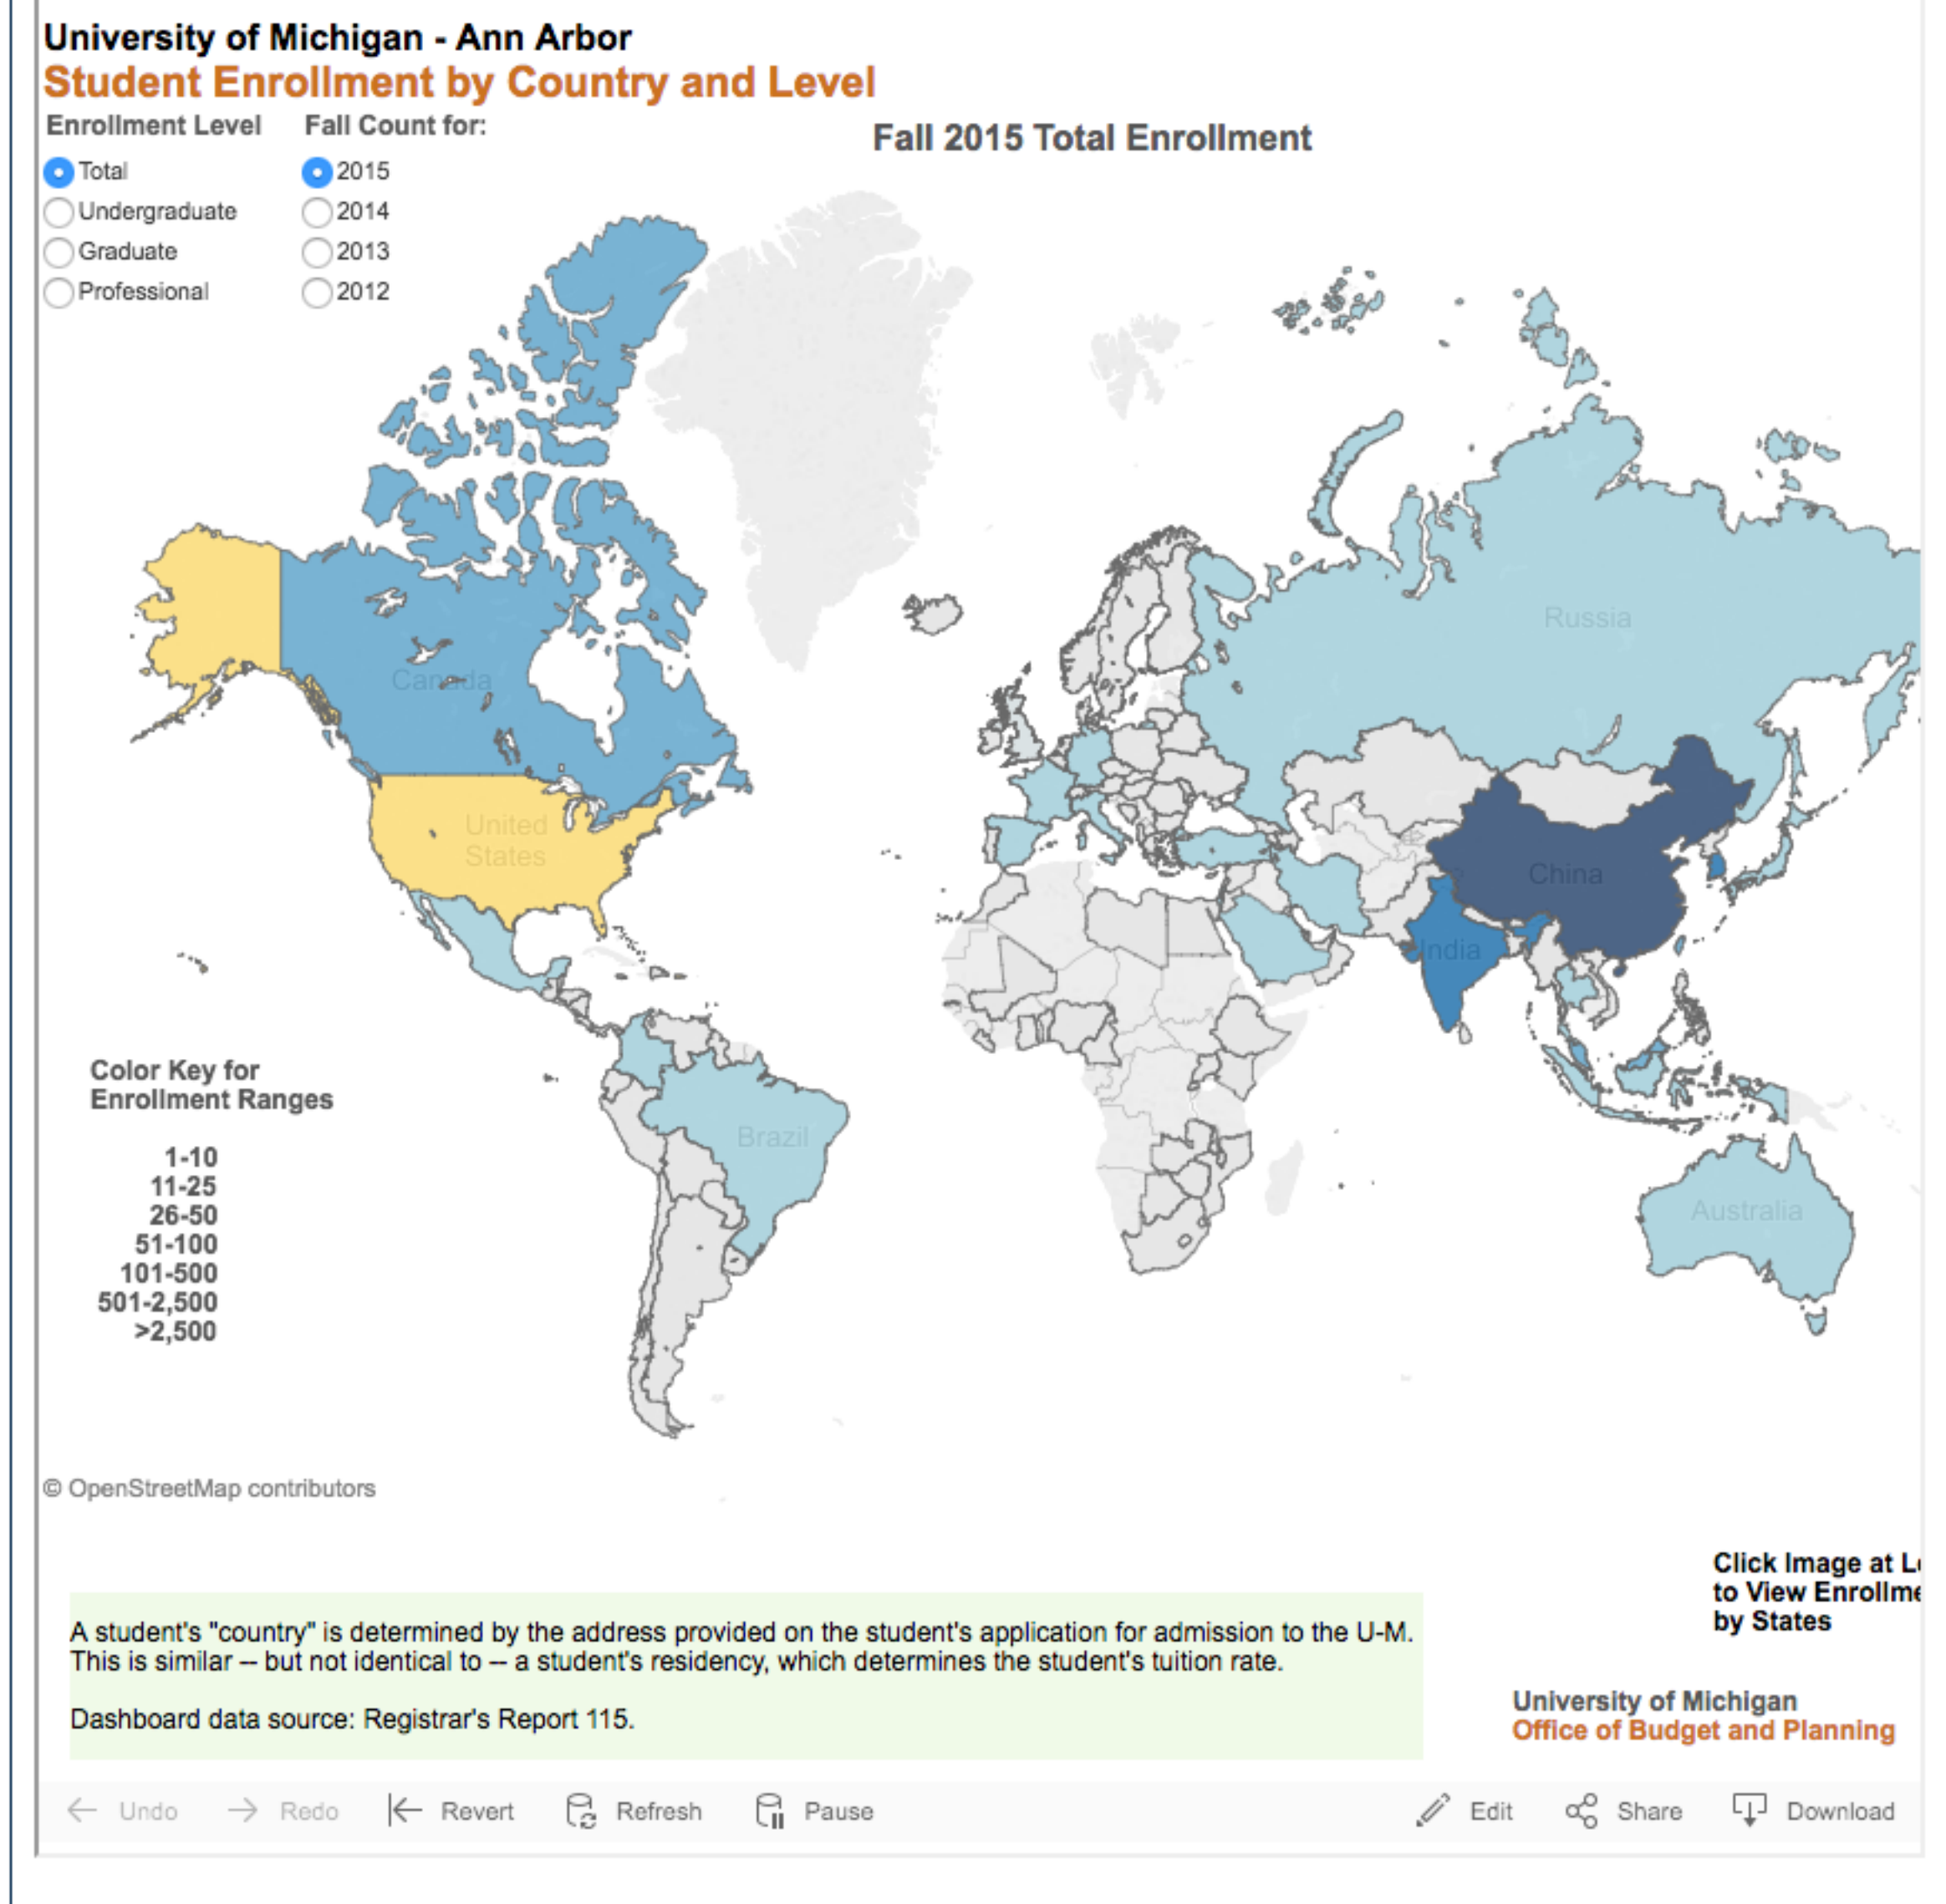 University of Michigan - Ann Arbor
Student Enrollment by Country and Level
Enrollment Level
Fall Count for:
Fall 2015 Total Enrollment
Total
2015
Undergraduate
2014
Graduate
2013
Professional
2012
Russia
Canada
United
States
China
India
Brazil
Australia
Color Key for
Enrollment Ranges
1-10
11-25
26-50
51-100
101-500
501-2,500
>2,500
© OpenStreetMap contributors
Click Image at
to View
by States
A student's "country" is determined by the address provided on the student's application for admission to the U-M.
This is similar -- but not identical to -- a student's residency, which determines the student's tuition rate.
Dashboard data source: Registrar's Report 115.
University of Michigan
Office of Budget and Planning
Undo
Redo
Revert
Refresh
Pause
Edit
Share
Download